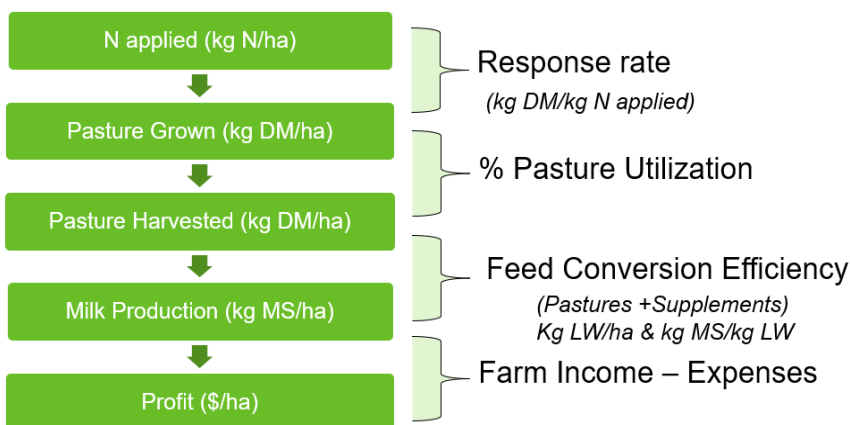 N applied (kg N/ha)
Response rate
(kg DM/kg N applied)
Pasture Grown (kg DM/ha)
% Pasture Utilization
Pasture Harvested (kg DM/ha)
Feed Conversion Efficiency
(Pastures +Supplements)
Kg LW/ha & kg MS/kg LW
Milk Production (kg MS/ha)
Farm Income – Expenses
Profit ($/ha)